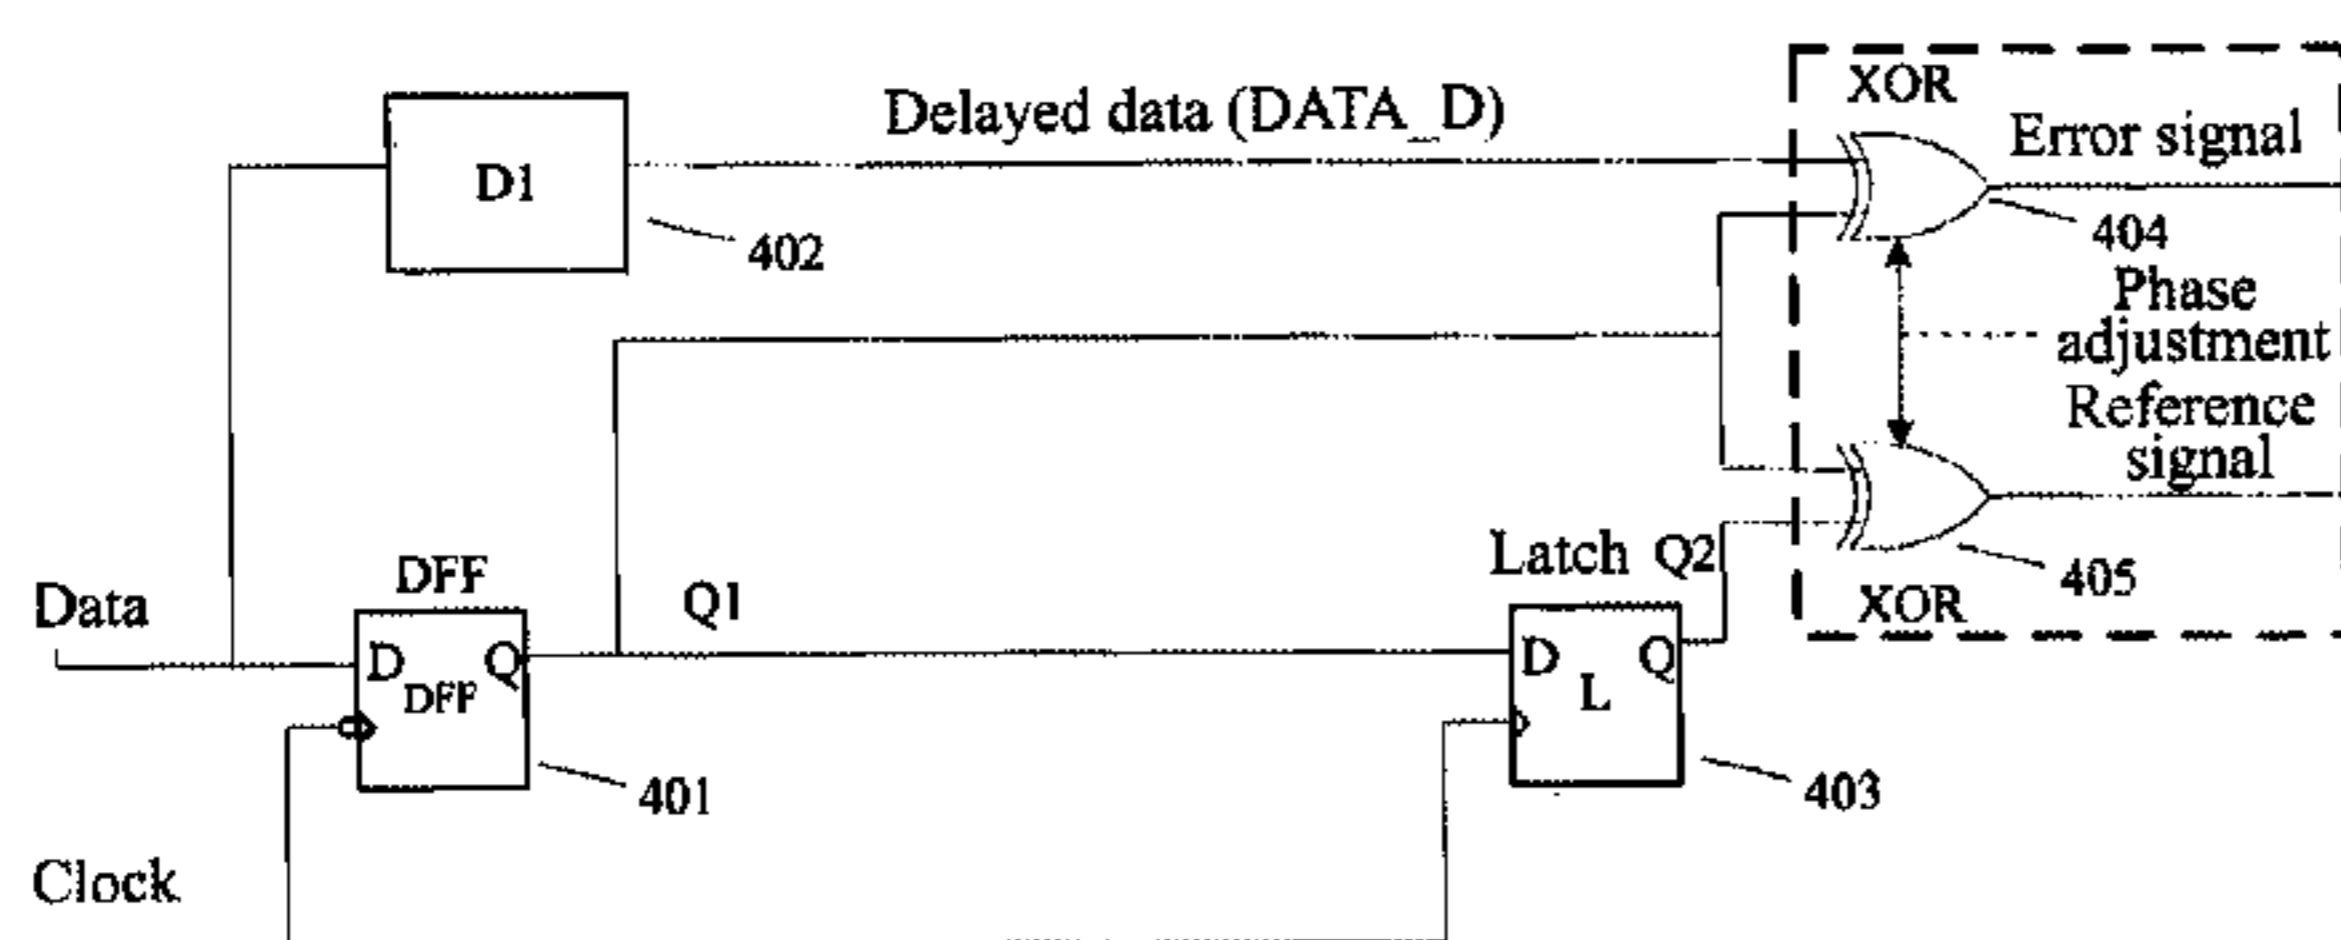 XOR
Delayed data (DATA_D)
Error signal
D1
402
404
Phase
adjustment
Reference
signal
Latch Q2
DFF
Q1
Data
405
XOR
D Q
DFF
D Q
L
401
403
Clock